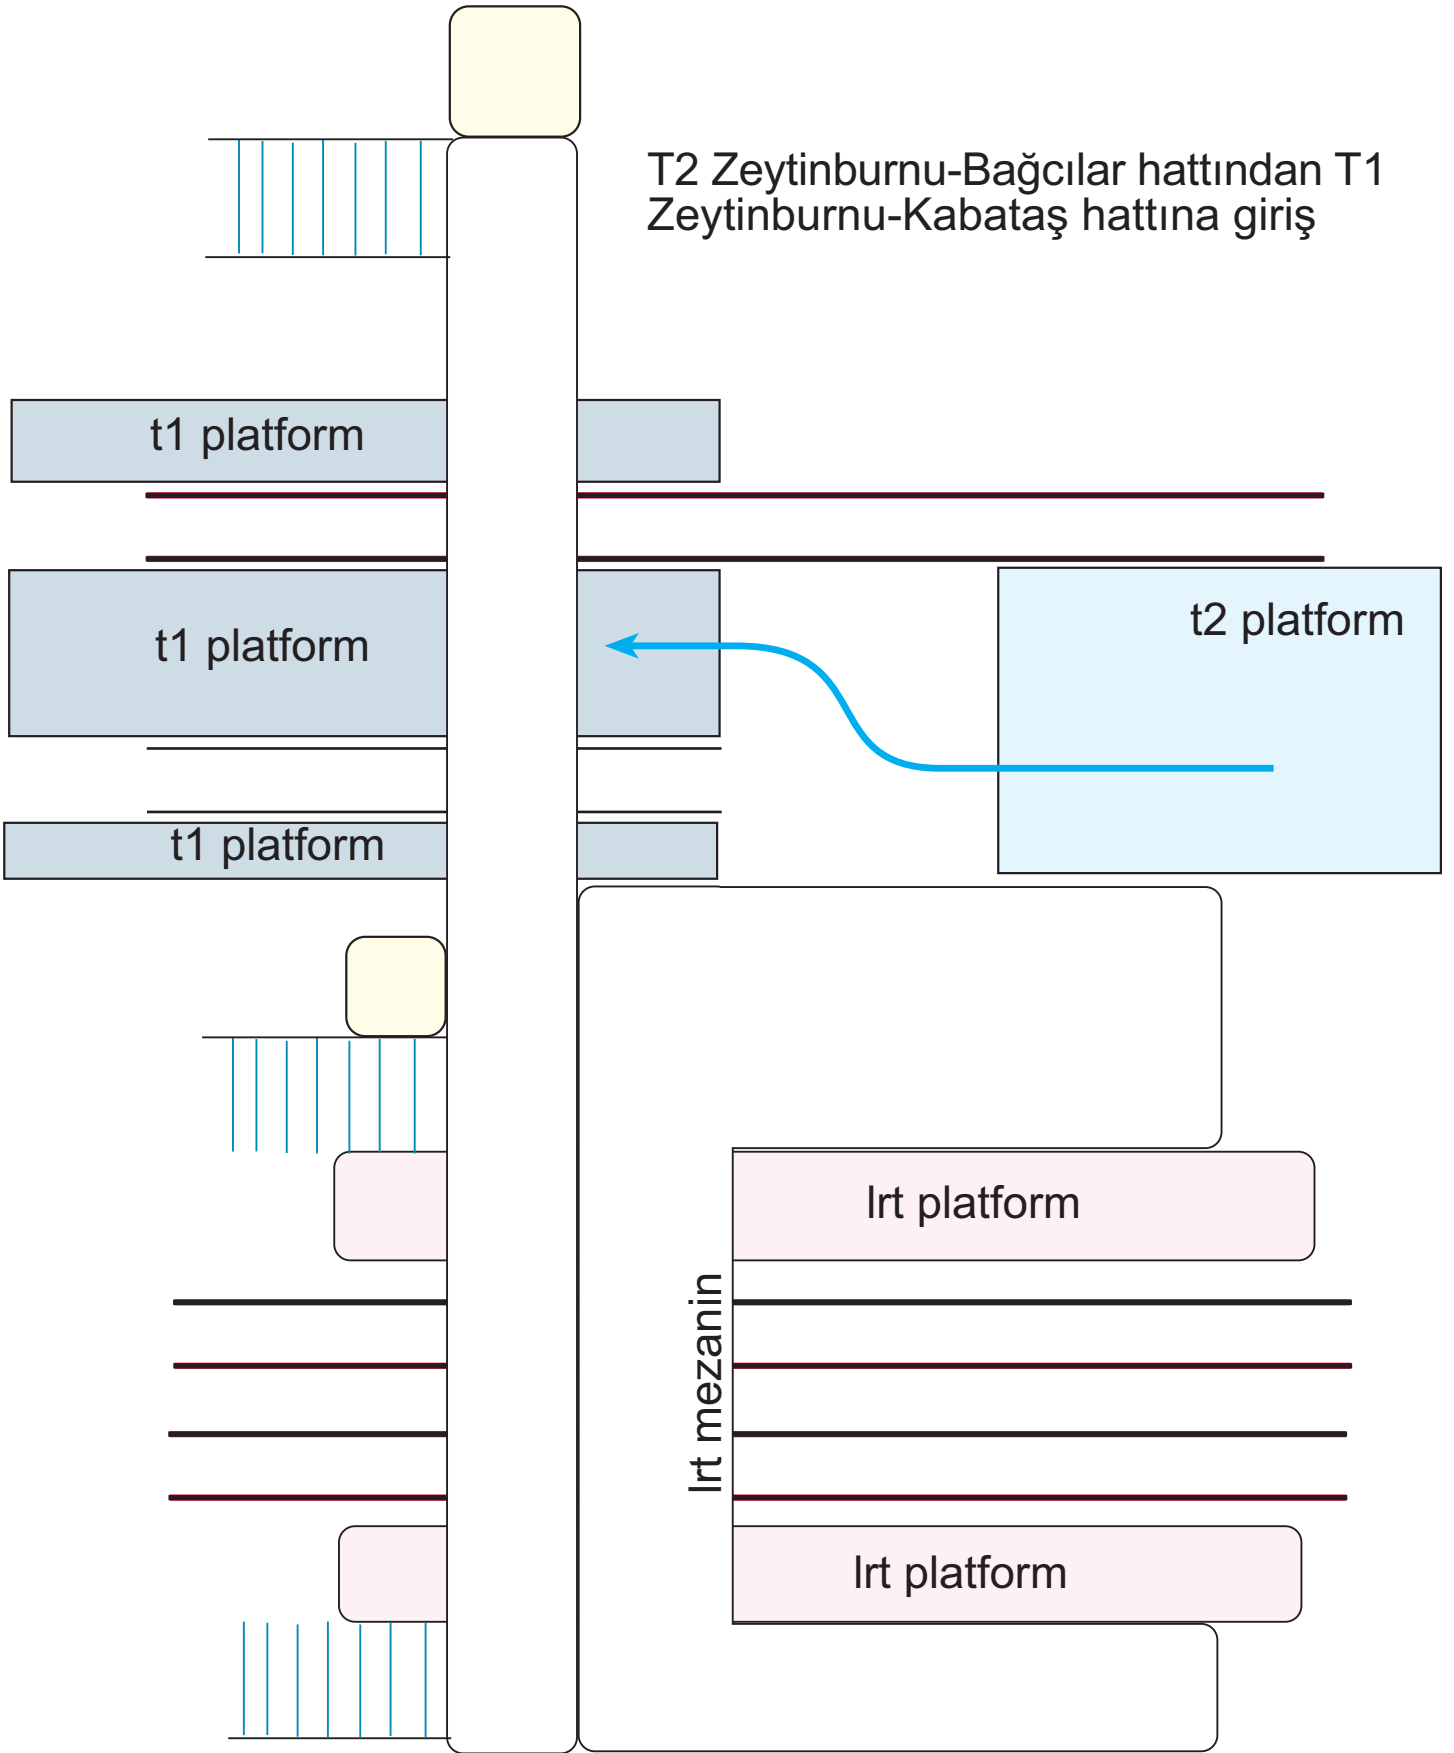 T2 Zeytinburnu-Bağcılar hattından T1
Zeytinburnu-Kabataş hattına giriş
t1 platform
t2 platform
t1 platform
t1 platform
lrt platform
lrt mezanin
lrt platform